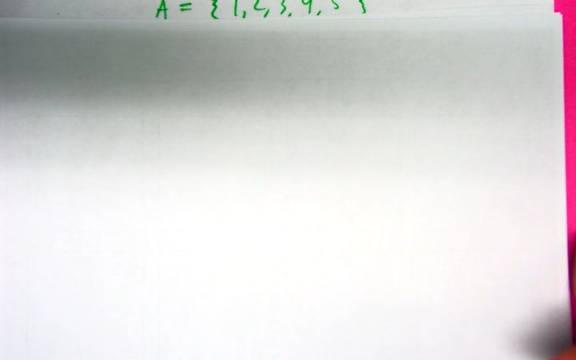 A = { 1, 2, 3, 4, 5 }